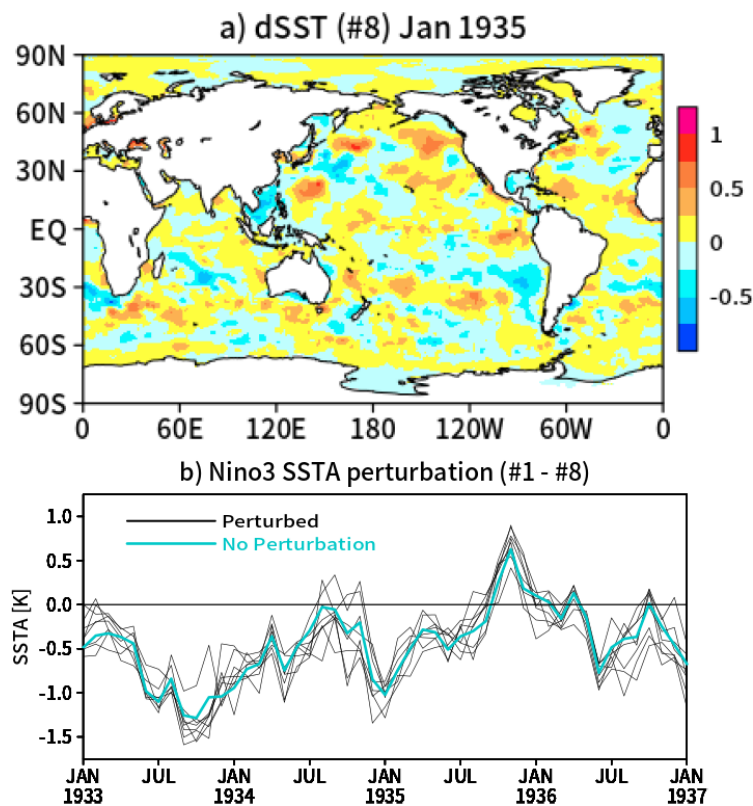 a) dSST (#8) Jan 1935
90N
60N
30N
EQ
30S
60S
90S
0 60E 120E 180 120W 60W 0
1
0.5
0
-0.5
b) Nino3 SSTA perturbation (#1 - #8)
SSTA [K]
1.0
0.5
0.0
-0.5
-1.0
-1.5
Perturbed
No Perturbation
JAN JUL JAN JUL JAN JUL JAN JUL JAN
1933 1934 1935 1936 1937